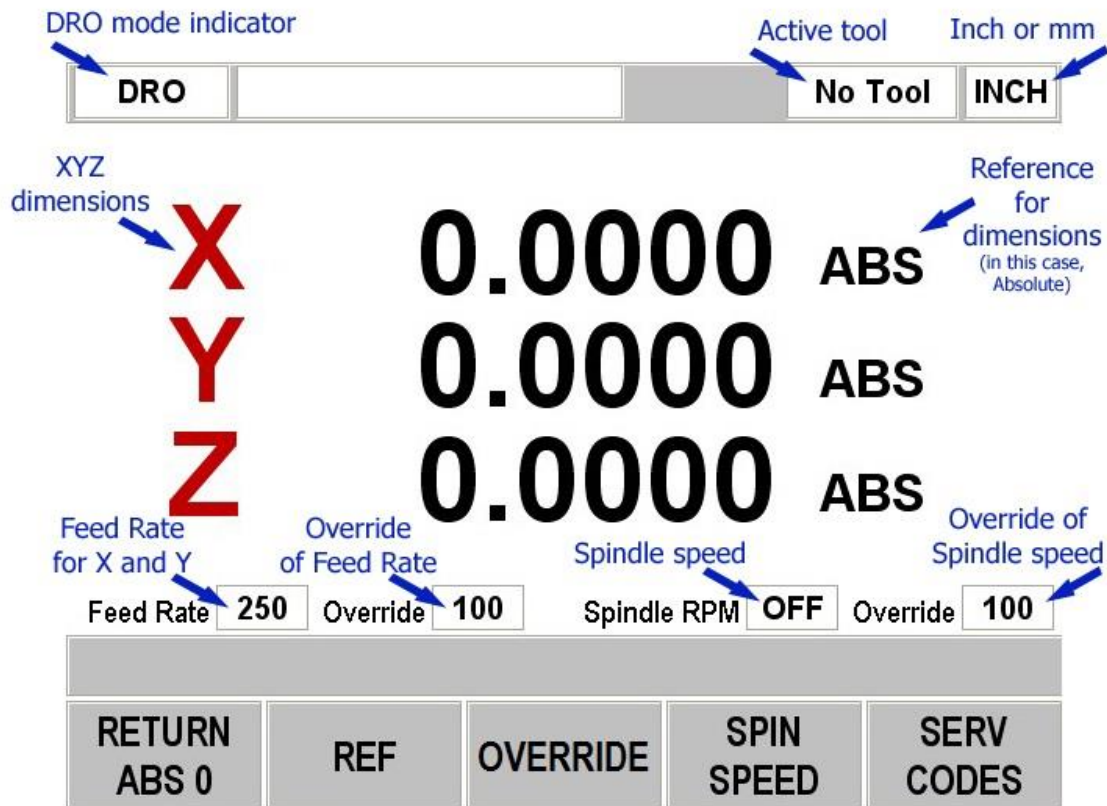 DRO mode indicator
Active tool
Inch or mm
DRO
No Tool
INCH
XYZ
dimensions
Reference
for
dimensions
(in this case,
Absolute)
X 0.0000 ABS
Y 0.0000 ABS
Z 0.0000 ABS
Feed Rate
for X and Y
Override
of Feed Rate
Spindle speed
Override of
Spindle speed
Feed Rate 250 Override 100 Spindle RPM OFF Override 100
RETURN
ABS 0
REF
OVERRIDE
SPIN
SPEED
SERV
CODES